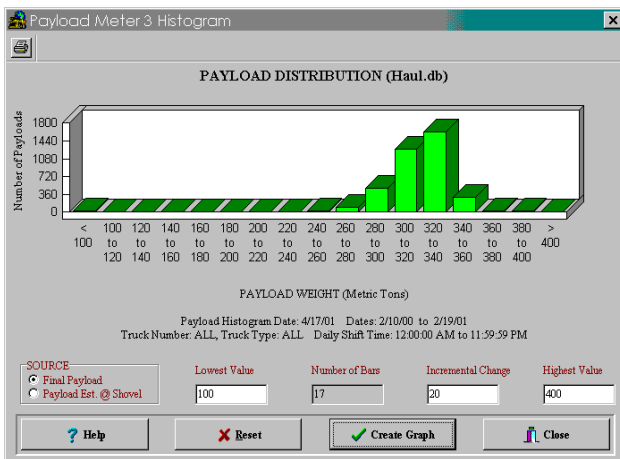 Payload Meter 3 Histogram
PAYLOAD DISTRIBUTION (Haul.db)
Number of Payloads
1800
1440
1080
720
360
0
< 100 120 140 160 180 200 220 240 260 280 300 320 340 360 380 >
100 to to to to to to to to to to to to to to to 400
120 140 160 180 200 220 240 260 280 300 320 340 360 380 400
PAYLOAD WEIGHT (Metric Tons)
Payload Histogram Date: 4/17/01 Dates: 2/10/00 to 2/19/01
Truck Number: ALL, Truck Type: ALL Daily Shift Time: 12:00:00 AM to 11:59:59 PM
SOURCE
Final Payload
Payload Est. @ Shovel
Lowest Value Number of Bars Incremental Change Highest Value
100 17 20 400
? Help Reset Create Graph Close